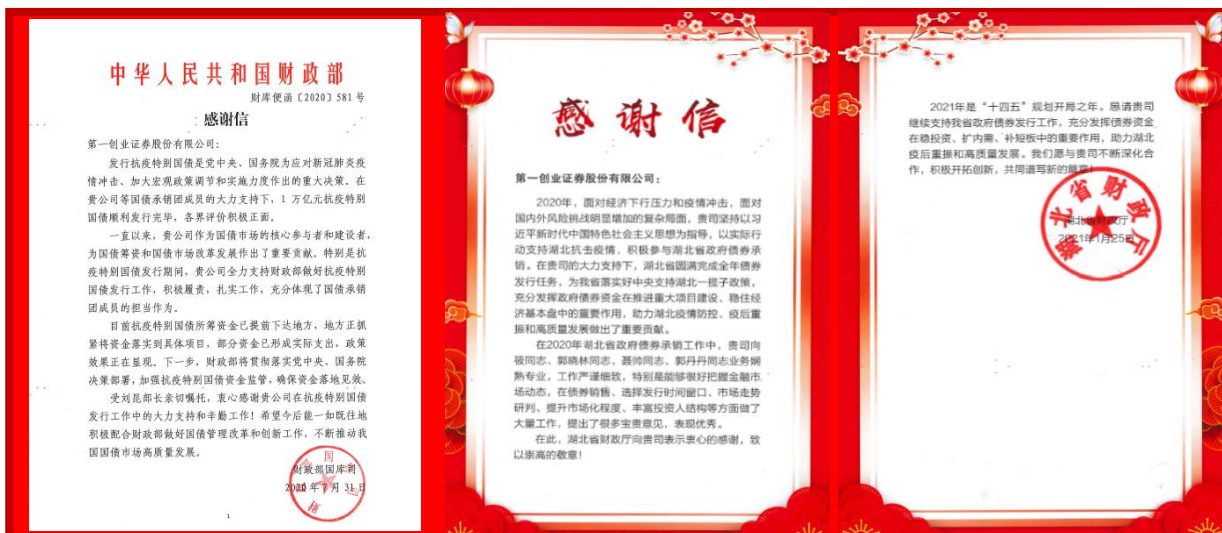 中华人民共和国财政部
财库便函〔2020〕581号
感谢信
第一创业证券股份有限公司：
发行抗疫特别国债是党中央、国务院为应对新冠肺炎疫
情冲击、加大宏观政策调节和实施力度作出的重大决策。在
贵公司等国债承销团成员的大力支持下，1万亿元抗疫特别
国债顺利发行完毕，各界评价积极正面。
一直以来，贵公司作为国债市场的核心参与者和建设者，
为国债筹资和国债市场改革发展作出了重要贡献。特别是抗
疫特别国债发行期间，贵公司全力支持财政部做好抗疫特别
国债发行工作，积极履责，扎实工作，充分体现了国债承销
团成员的担当作为。
目前抗疫特别国债所筹资金已提前下达地方，地方正抓
紧将资金落实到具体项目，部分资金已形成实际支出，政策
效果正在显现。下一步，财政部将贯彻落实党中央、国务院
决策部署，加强抗疫特别国债资金监管，确保资金落地见效。
受刘昆部长亲切嘱托，衷心感谢贵公司在抗疫特别国债
发行工作中的大力支持和辛勤工作！希望今后能一如既往地
积极配合财政部做好国债管理改革和创新工作，不断推动我
国国债市场高质量发展。
财政部国库司
2020年7月31日
1
感谢信
第一创业证券股份有限公司：
2020年，面对经济下行压力和疫情冲击，面对
国内外风险挑战明显增加的复杂局面，贵司坚持以习
近平新时代中国特色社会主义思想为指导，以实际行
动支持湖北抗击疫情，积极参与湖北省政府债券承
销。在贵司的大力支持下，湖北省圆满完成全年债券
发行任务，为我省落实好中央支持湖北一揽子政策，
充分发挥政府债券资金在推进重大项目建设、稳住经
济基本盘中的重要作用，助力湖北疫情防控、疫后重
振和高质量发展做出了重要贡献。
在2020年湖北省政府债券承销工作中，贵司向
筱同志、郭晓林同志、聂帅同志、郭丹丹同志业务娴
熟专业，工作严谨细致，特别是能够很好把握金融市
场动态，在债券销售、选择发行时间窗口、市场走势
研判、提升市场化程度、丰富投资人结构等方面做了
大量工作，提出了很多宝贵意见，表现优秀。
在此，湖北省财政厅向贵司表示衷心的感谢，致
以崇高的敬意！
2021年是“十四五”规划开局之年。恳请贵司
继续支持我省政府债券发行工作，充分发挥债券资金
在稳投资、扩内需、补短板中的重要作用，助力湖北
疫后重振和高质量发展。我们愿与贵司不断深化合
作，积极开拓创新，共同谱写新的篇章！
湖北省财政厅
湖北省财政厅
2021年1月25日